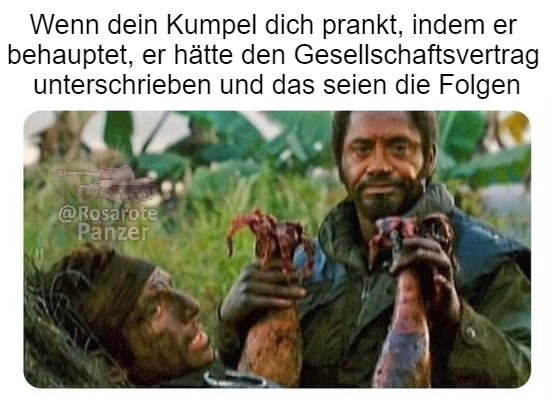 Wenn dein Kumpel dich prankt, indem er
behauptet, er hätte den Gesellschaftsvertrag
unterschrieben und das seien die Folgen
@Rosarote
Panzer